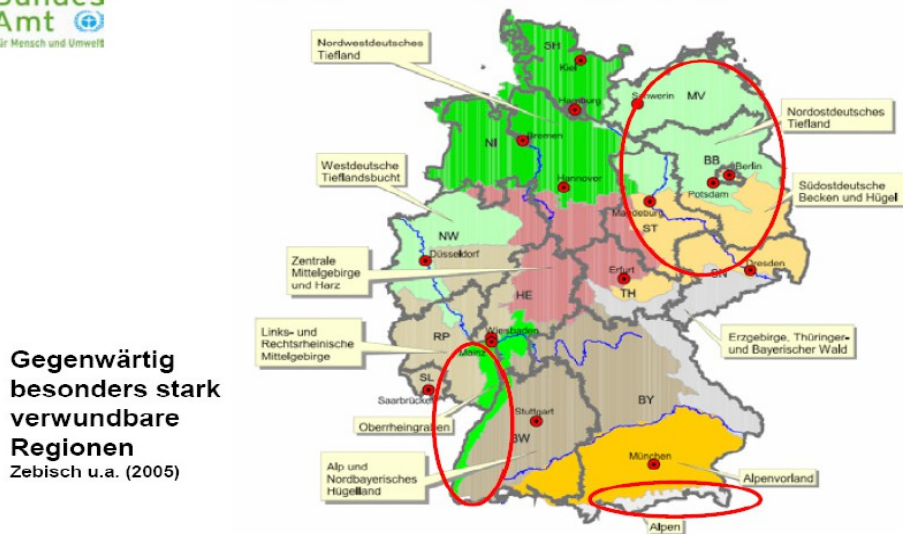 Amt
für Mensch und Umwelt
Gegenwärtig
besonders stark
verwundbare
Regionen
Zebisch u.a. (2005)
Nordwestdeutsches
Tiefland
Westdeutsche
Tieflandsbucht
Zentrale
Mittelgebirge
und Harz
Links- und
Rechtsrheinische
Mittelgebirge
Oberrheingraben
Alp und
Nordbayerisches
Hügelland
Nordostdeutsches
Tiefland
Südostdeutsche
Becken und Hügel
Erzgebirge, Thüringer-
und Bayerischer Wald
Alpenvorland
Alpen
SH
Kiel
Hamburg
Schwerin
MV
NI
Bremen
Hannover
BB
Berlin
Potsdam
Magdeburg
ST
NW
Düsseldorf
HE
Erfurt
TH
SN
Dresden
RP
Wiesbaden
Mainz
SL
Saarbrücken
Stuttgart
BW
BY
München